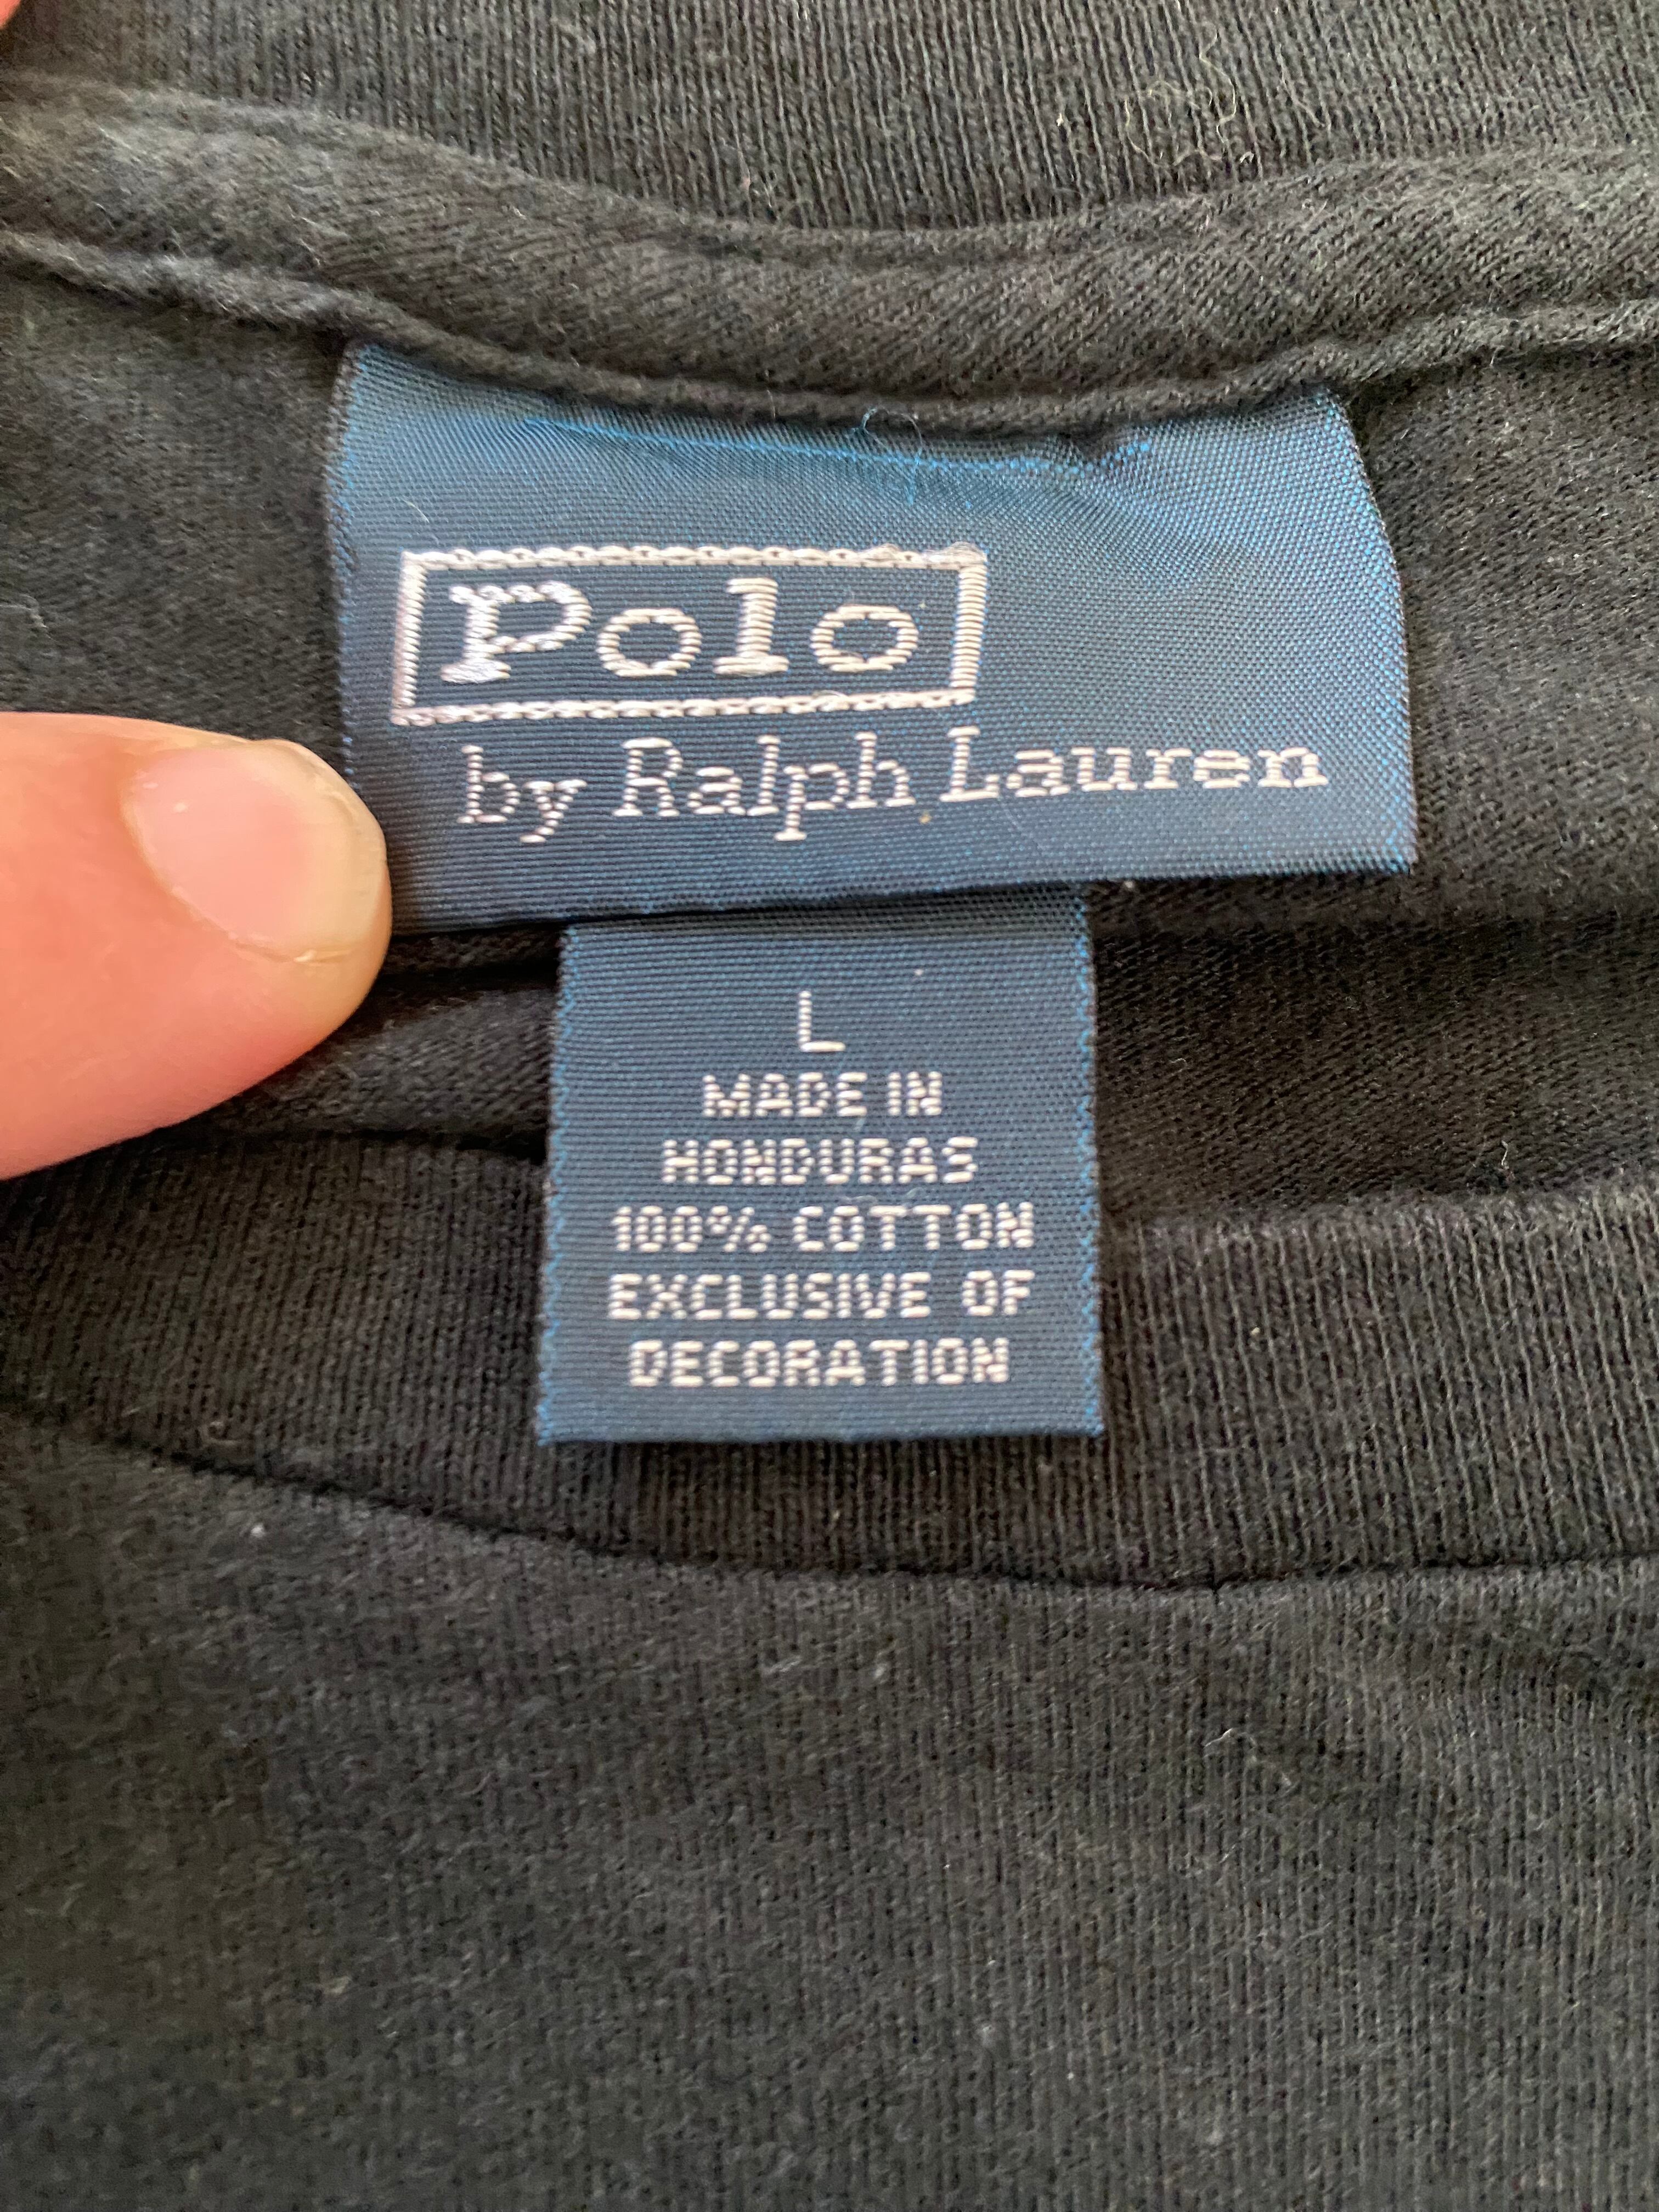 Polo
by Ralph Lauren
L
MADE IN
HONDURAS
100% COTTON
EXCLUSIVE OF
DECORATION